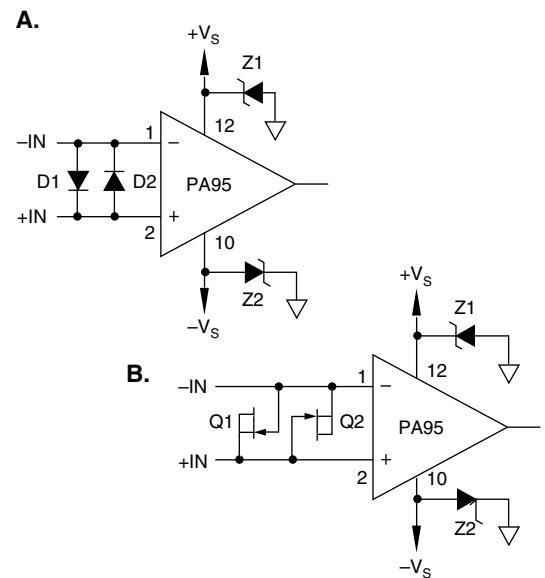 A.
+VS
Z1
12
1
–IN
–
D1
D2
PA95
+IN
+
2
10
Z2
–VS
B.
+VS
Z1
12
1
–IN
–
Q1
Q2
PA95
+IN
+
2
10
Z2
–VS